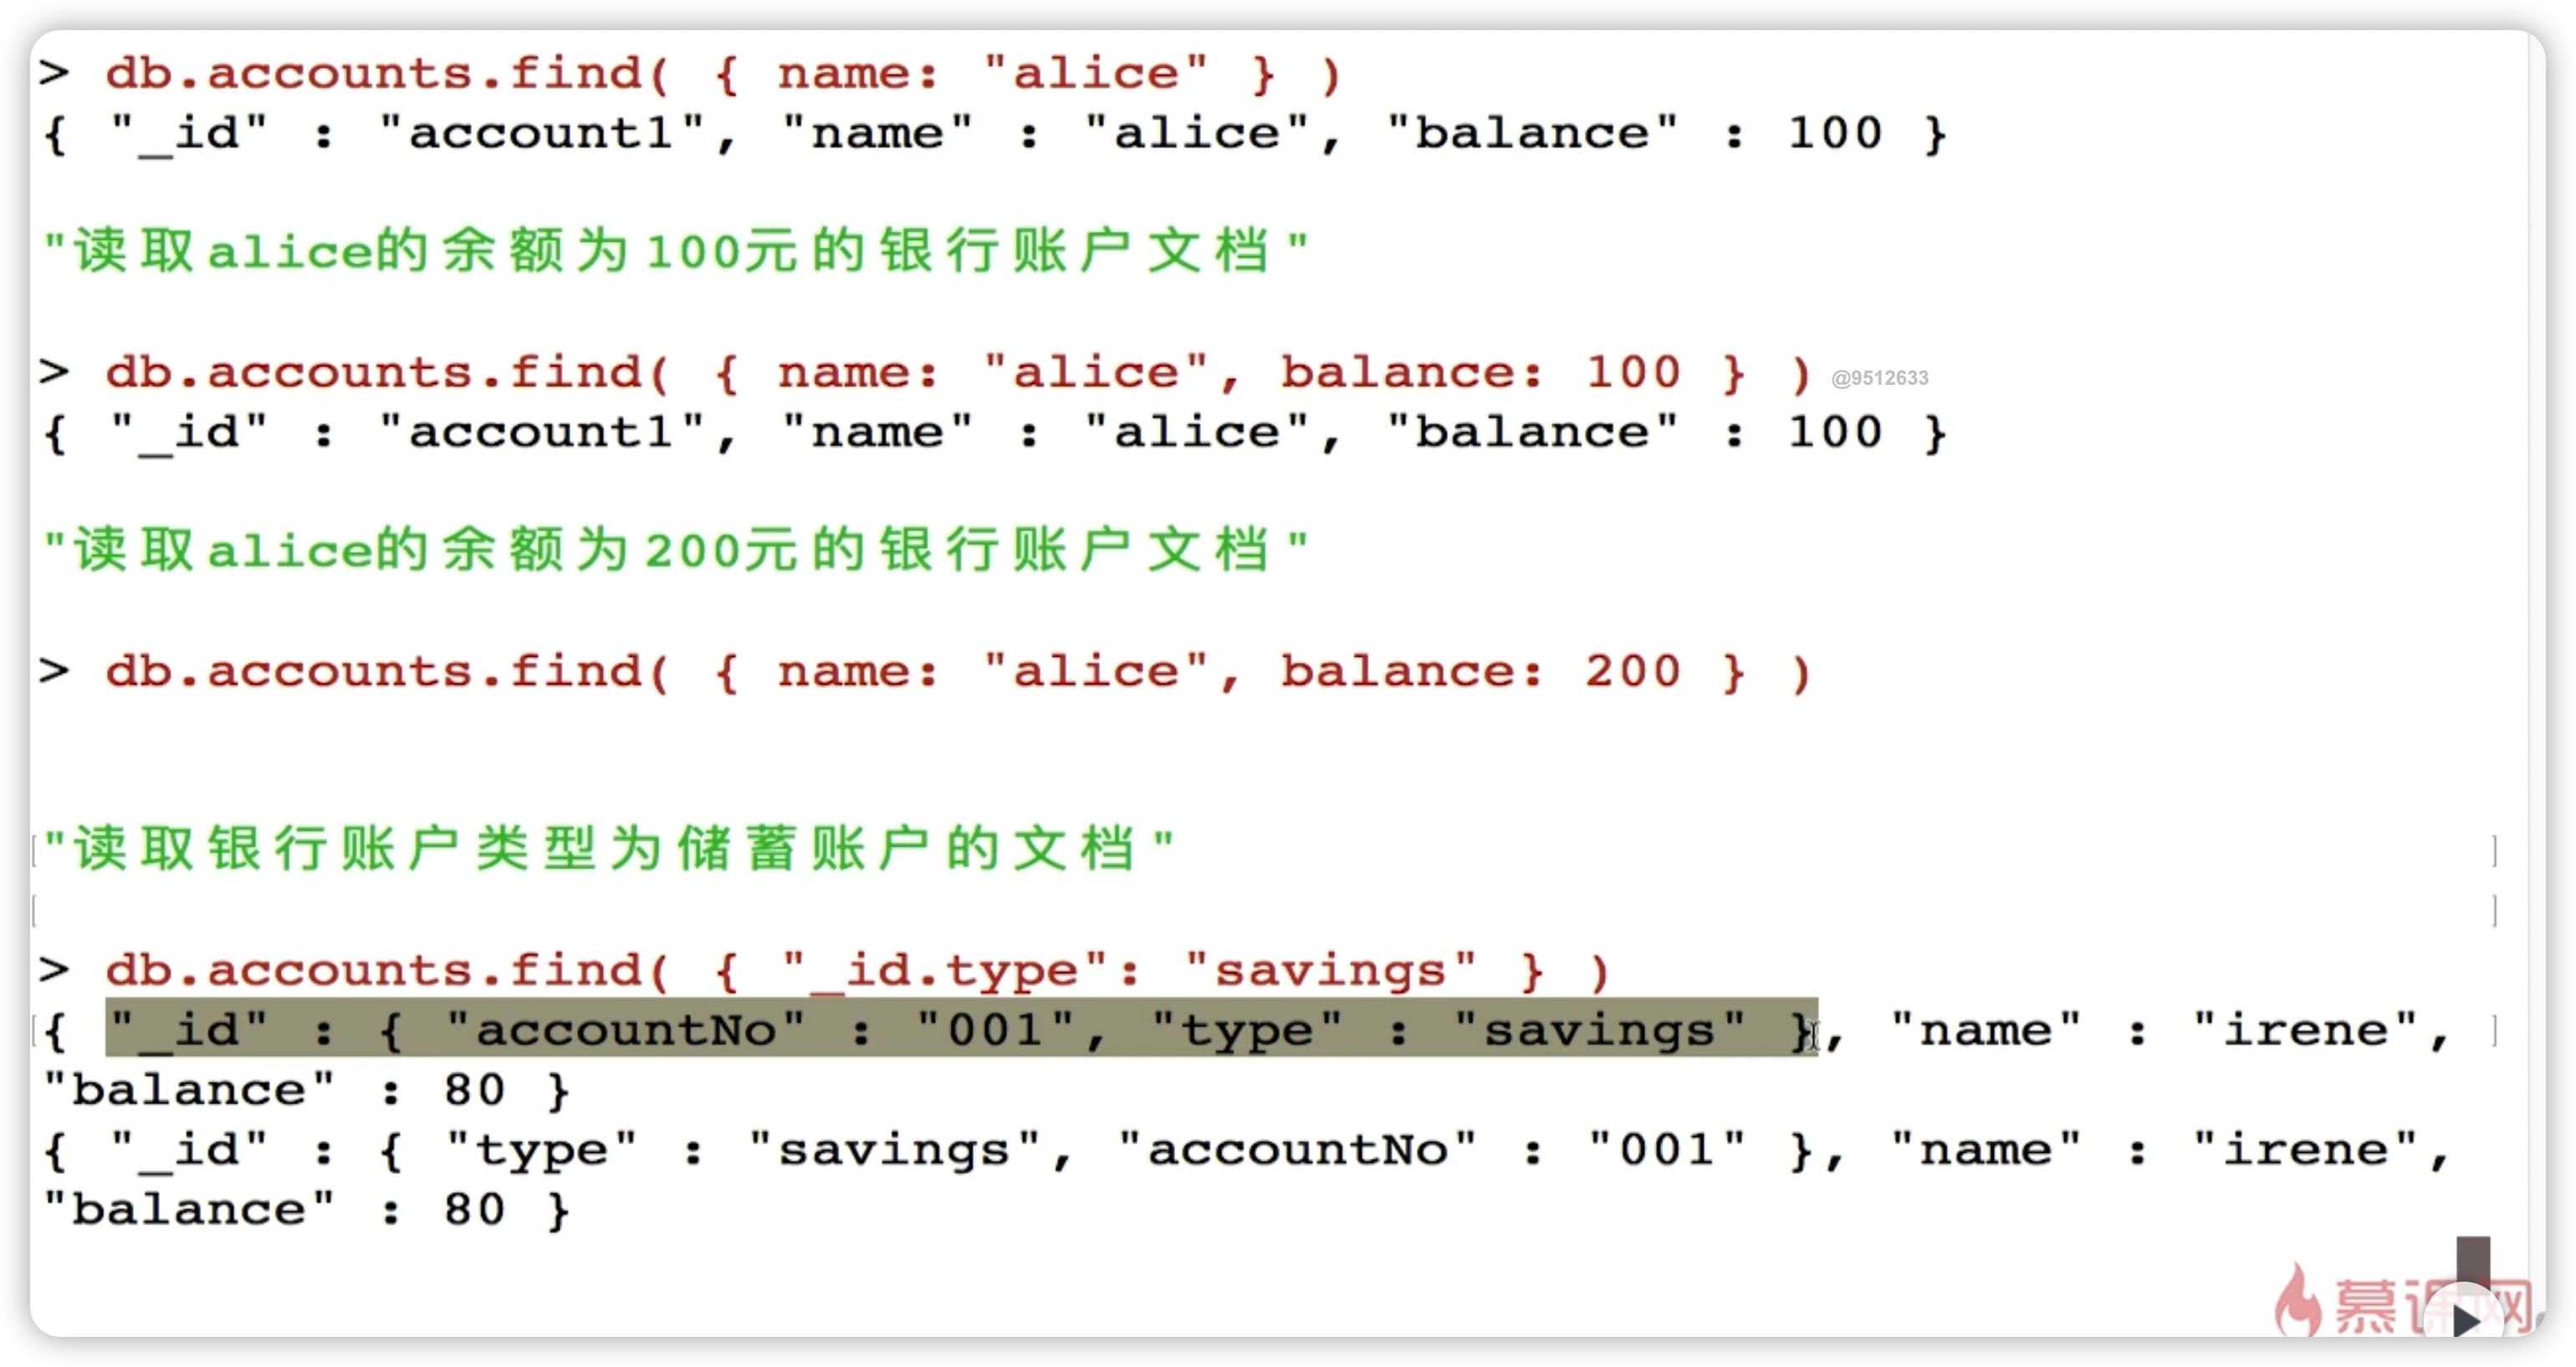 > db.accounts.find( { name: "alice" } )
{ "_id" : "account1", "name" : "alice", "balance" : 100 }
"读取alice的余额为100元的银行账户文档"
> db.accounts.find( { name: "alice", balance: 100 } ) @9512633
{ "_id" : "account1", "name" : "alice", "balance" : 100 }
"读取alice的余额为200元的银行账户文档"
> db.accounts.find( { name: "alice", balance: 200 } )
["读取银行账户类型为储蓄账户的文档" ]
[ ]
> db.accounts.find( { "_id.type": "savings" } )
[{ "_id" : { "accountNo" : "001", "type" : "savings" }, "name" : "irene", ]
"balance" : 80 }
{ "_id" : { "type" : "savings", "accountNo" : "001" }, "name" : "irene",
"balance" : 80 }
慕课网